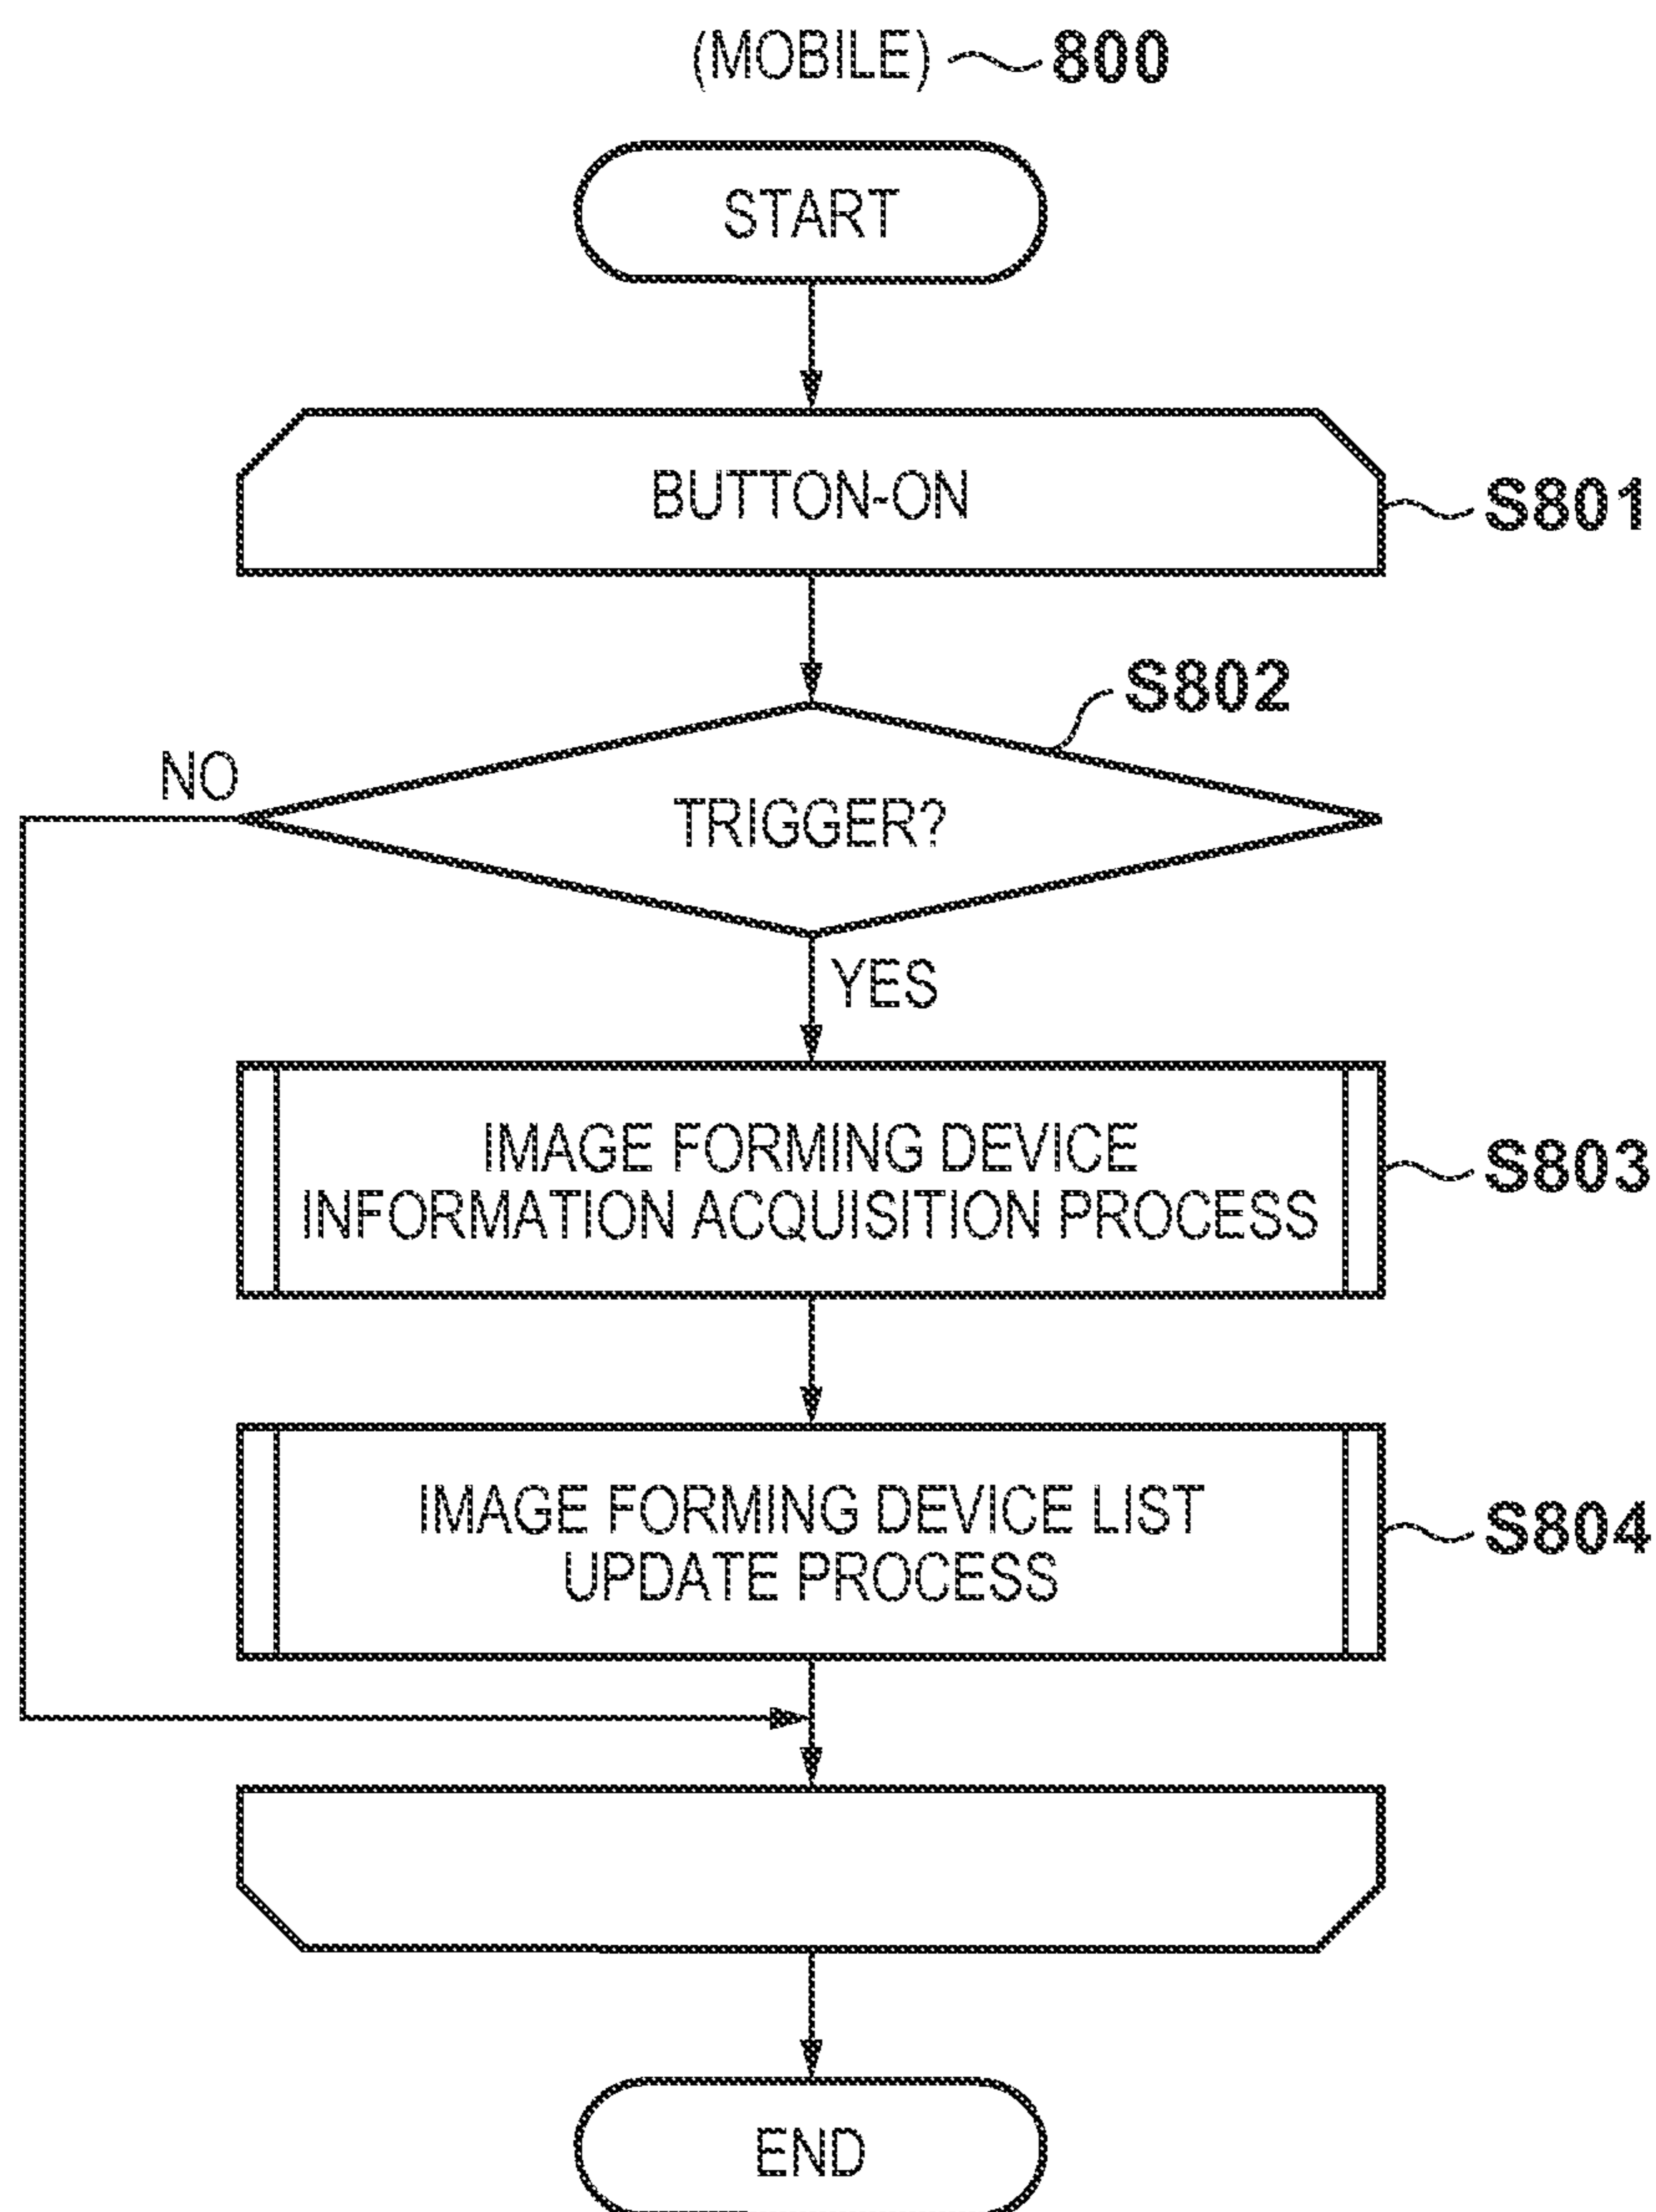 (MOBILE) 800
START
BUTTON-ON
S801
S802
NO
TRIGGER?
YES
IMAGE FORMING DEVICE
INFORMATION ACQUISITION PROCESS
S803
IMAGE FORMING DEVICE LIST
UPDATE PROCESS
S804
END